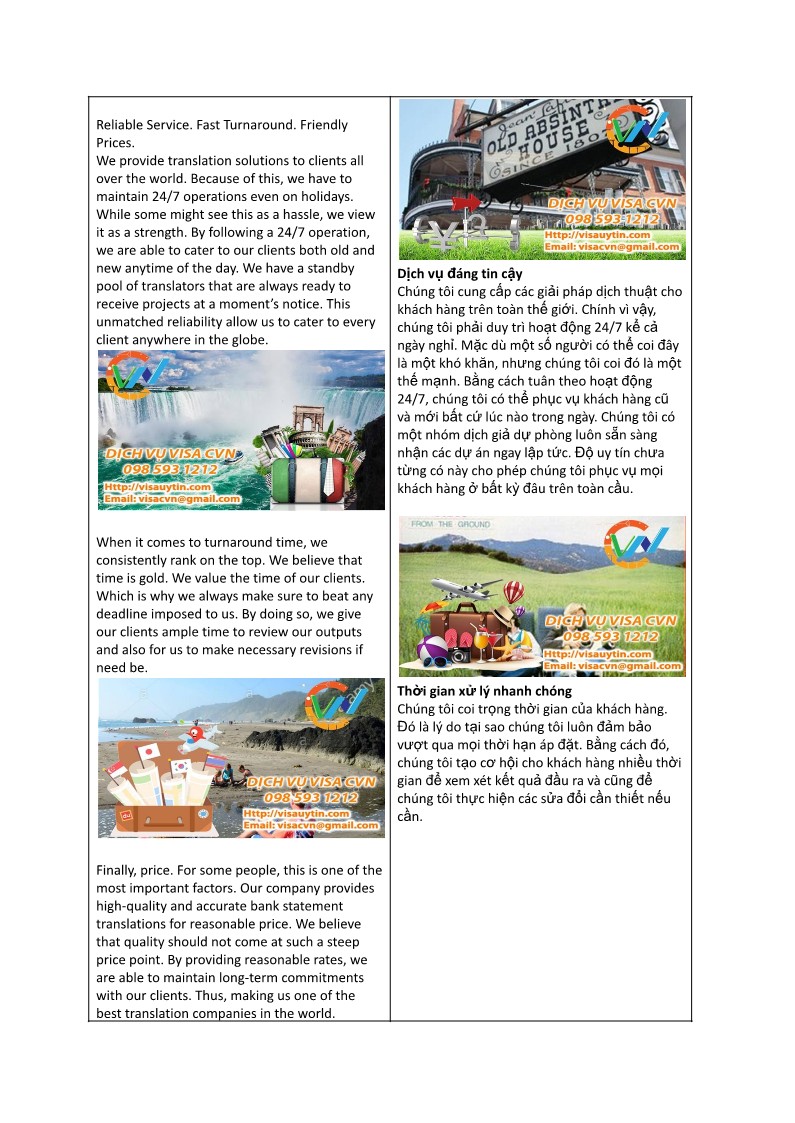 Reliable Service. Fast Turnaround. Friendly
Prices.
We provide translation solutions to clients all
over the world. Because of this, we have to
maintain 24/7 operations even on holidays.
While some might see this as a hassle, we view
it as a strength. By following a 24/7 operation,
we are able to cater to our clients both old and
new anytime of the day. We have a standby
pool of translators that are always ready to
receive projects at a moment’s notice. This
unmatched reliability allow us to cater to every
client anywhere in the globe.
DỊCH VỤ VISA CVN
098 593 1212
Http://visauytin.com
Email: visacvn@gmail.com
When it comes to turnaround time, we
consistently rank on the top. We believe that
time is gold. We value the time of our clients.
Which is why we always make sure to beat any
deadline imposed to us. By doing so, we give
our clients ample time to review our outputs
and also for us to make necessary revisions if
need be.
DỊCH VỤ VISA CVN
098 593 1212
Http://visauytin.com
Email: visacvn@gmail.com
Finally, price. For some people, this is one of the
most important factors. Our company provides
high-quality and accurate bank statement
translations for reasonable price. We believe
that quality should not come at such a steep
price point. By providing reasonable rates, we
are able to maintain long-term commitments
with our clients. Thus, making us one of the
best translation companies in the world.
OLD ABSINTH
HOUSE
SINCE 180
DỊCH VỤ VISA CVN
098 593 1212
Http://visauytin.com
Email: visacvn@gmail.com
Dịch vụ đáng tin cậy
Chúng tôi cung cấp các giải pháp dịch thuật cho
khách hàng trên toàn thế giới. Chính vì vậy,
chúng tôi phải duy trì hoạt động 24/7 kể cả
ngày nghỉ. Mặc dù một số người có thể coi đây
là một khó khăn, nhưng chúng tôi coi đó là một
thế mạnh. Bằng cách tuân theo hoạt động
24/7, chúng tôi có thể phục vụ khách hàng cũ
và mới bất cứ lúc nào trong ngày. Chúng tôi có
một nhóm dịch giả dự phòng luôn sẵn sàng
nhận các dự án ngay lập tức. Độ uy tín chưa
từng có này cho phép chúng tôi phục vụ mọi
khách hàng ở bất kỳ đâu trên toàn cầu.
FROM THE GROUND
DỊCH VỤ VISA CVN
098 593 1212
Http://visauytin.com
Email: visacvn@gmail.com
Thời gian xử lý nhanh chóng
Chúng tôi coi trọng thời gian của khách hàng.
Đó là lý do tại sao chúng tôi luôn đảm bảo
vượt qua mọi thời hạn áp đặt. Bằng cách đó,
chúng tôi tạo cơ hội cho khách hàng nhiều thời
gian để xem xét kết quả đầu ra và cũng để
chúng tôi thực hiện các sửa đổi cần thiết nếu
cần.